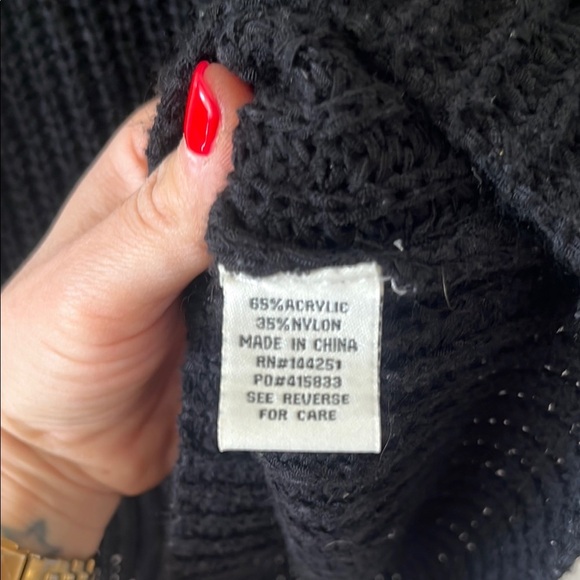 65%ACRYLIC
35%NYLON
MADE IN CHINA
RN#144251
PO#415833
SEE REVERSE
FOR CARE